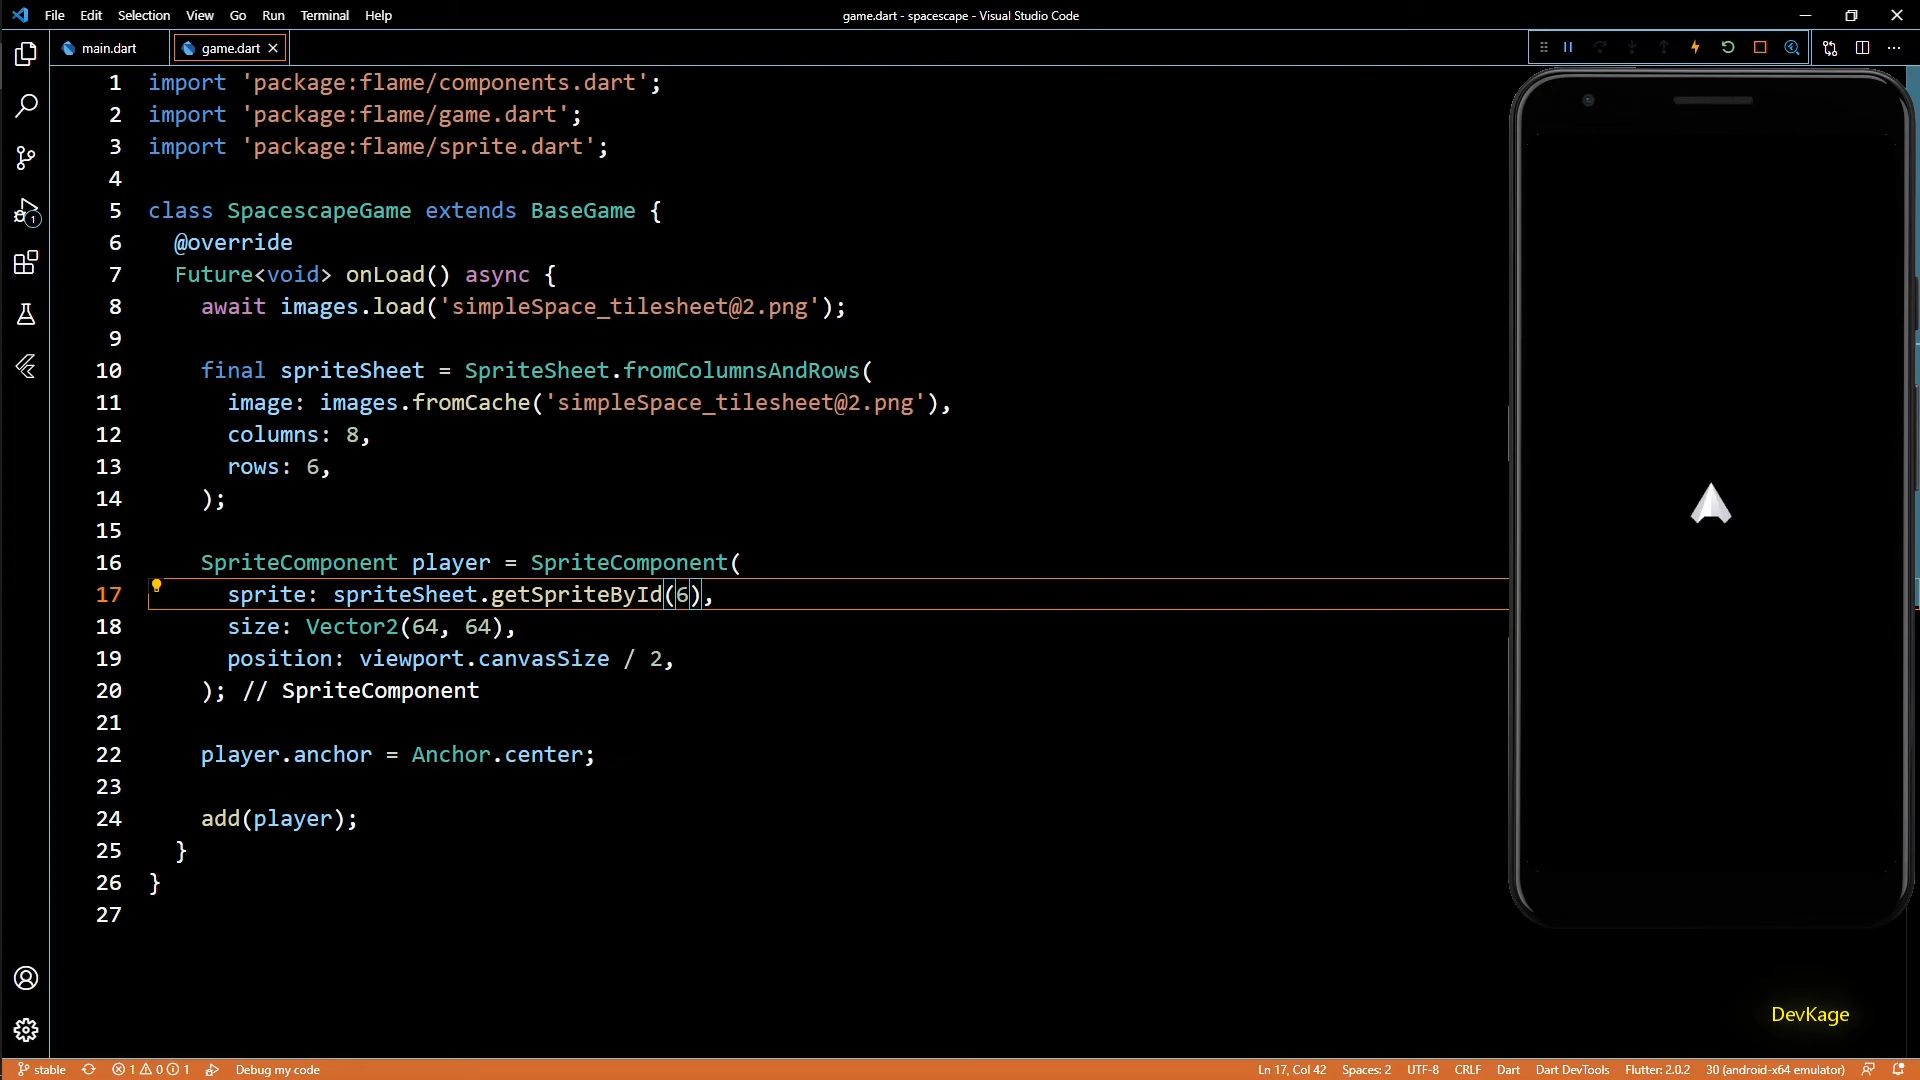 File Edit Selection View Go Run Terminal Help
game.dart - spacescape - Visual Studio Code
main.dart
game.dart
1 import 'package:flame/components.dart';
2 import 'package:flame/game.dart';
3 import 'package:flame/sprite.dart';
4
5 class SpacescapeGame extends BaseGame {
6 @override
7 Future<void> onLoad() async {
8 await images.load('simpleSpace_tilesheet@2.png');
9
10 final spriteSheet = SpriteSheet.fromColumnsAndRows(
11 image: images.fromCache('simpleSpace_tilesheet@2.png'),
12 columns: 8,
13 rows: 6,
14 );
15
16 SpriteComponent player = SpriteComponent(
17 sprite: spriteSheet.getSpriteById(6),
18 size: Vector2(64, 64),
19 position: viewport.canvasSize / 2,
20 ); // SpriteComponent
21
22 player.anchor = Anchor.center;
23
24 add(player);
25 }
26 }
27
1
DevKage
stable 1 0 1 Debug my code Ln 17, Col 42 Spaces: 2 UTF-8 CRLF Dart Dart DevTools Flutter: 2.0.2 30 (android-x64 emulator)